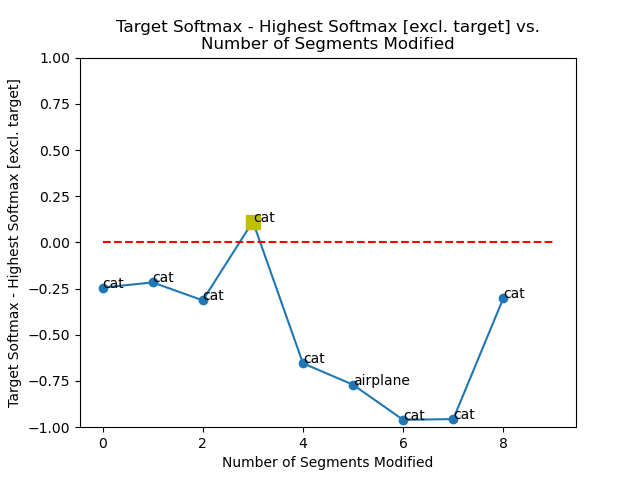 Target Softmax - Highest Softmax [excl. target] vs.
Number of Segments Modified
Target Softmax - Highest Softmax [excl. target]
1.00
0.75
0.50
0.25
0.00
−0.25
−0.50
−0.75
−1.00
cat
cat
cat
cat
cat
airplane
cat
cat
cat
0 2 4 6 8
Number of Segments Modified